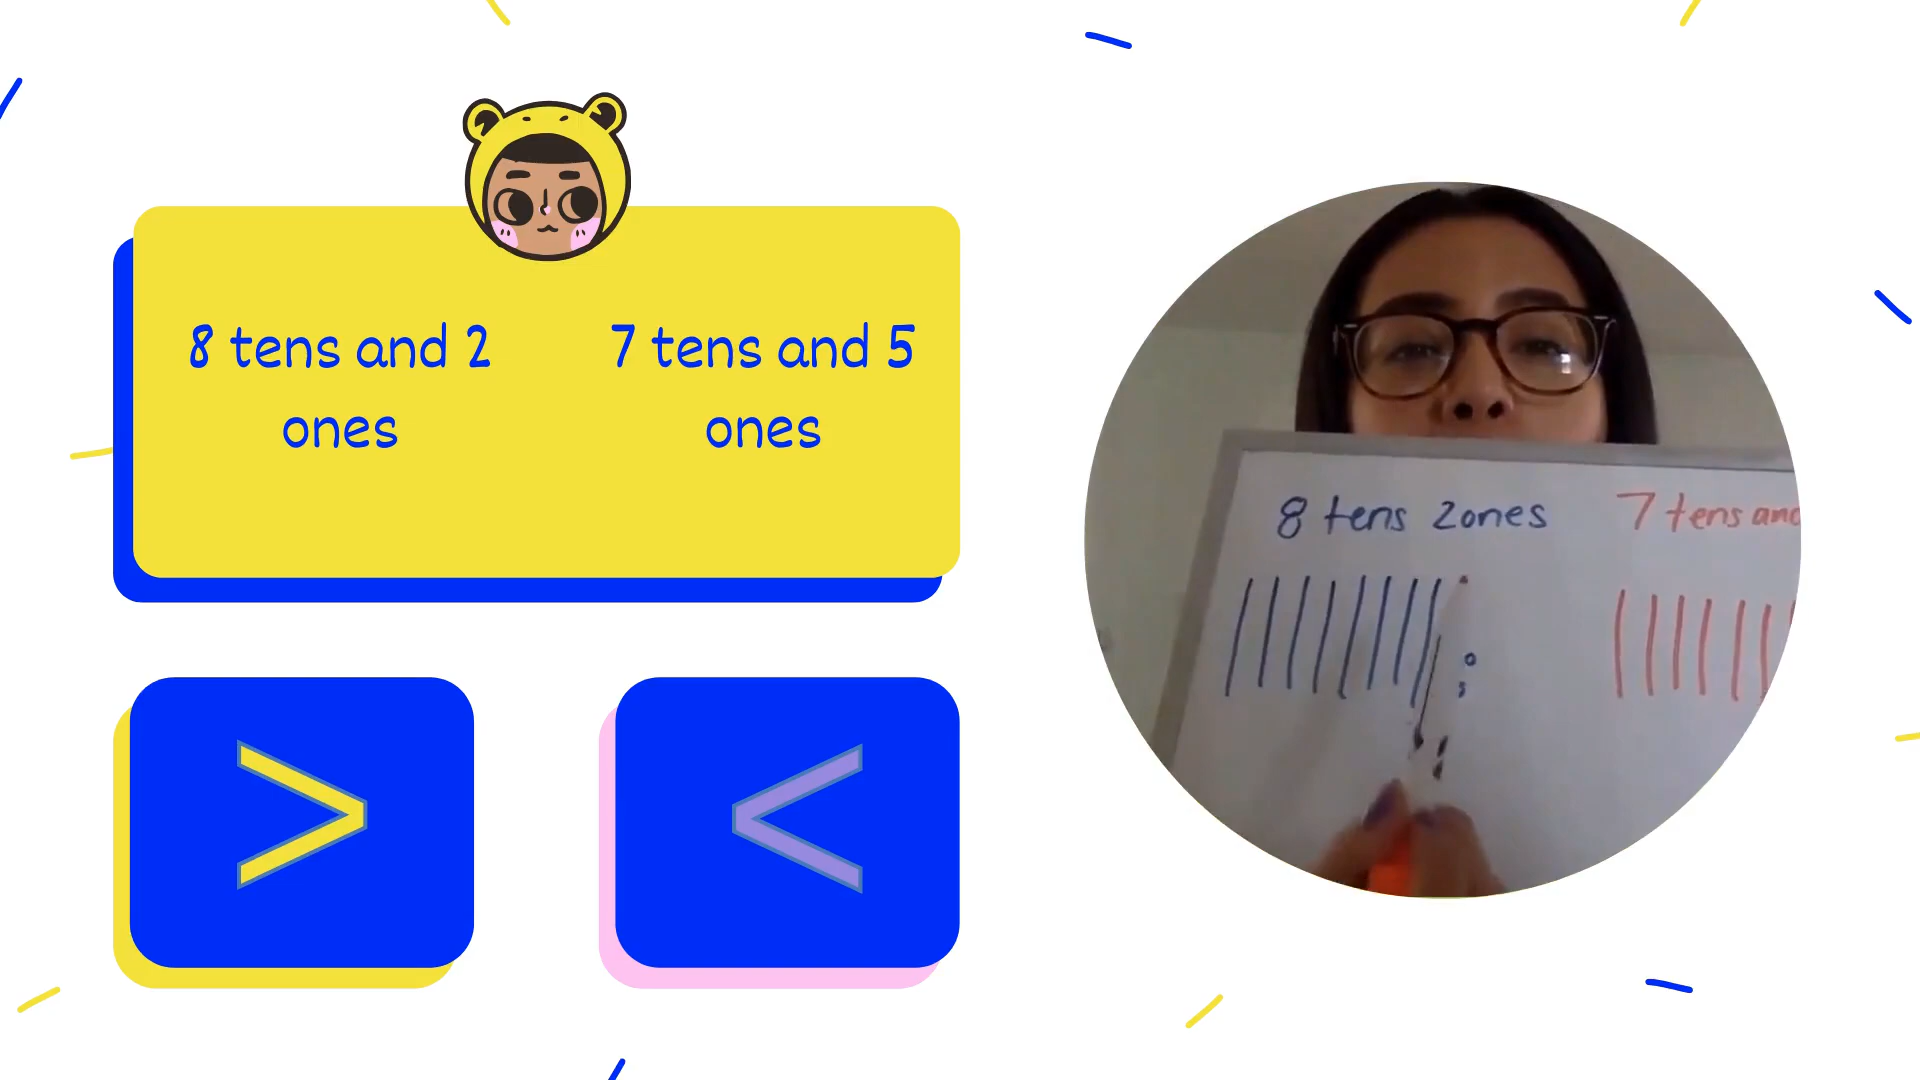 8 tens and 2
ones
7 tens and 5
ones
>
<
8 tens 2ones
7 tens and